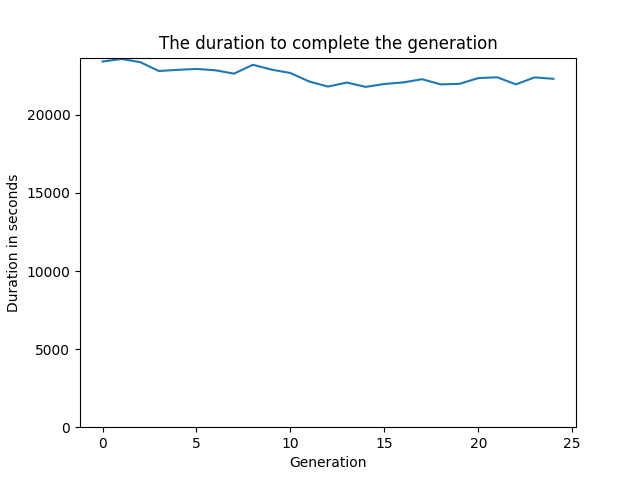 The duration to complete the generation
20000
15000
10000
5000
0
Duration in seconds
0 5 10 15 20 25
Generation